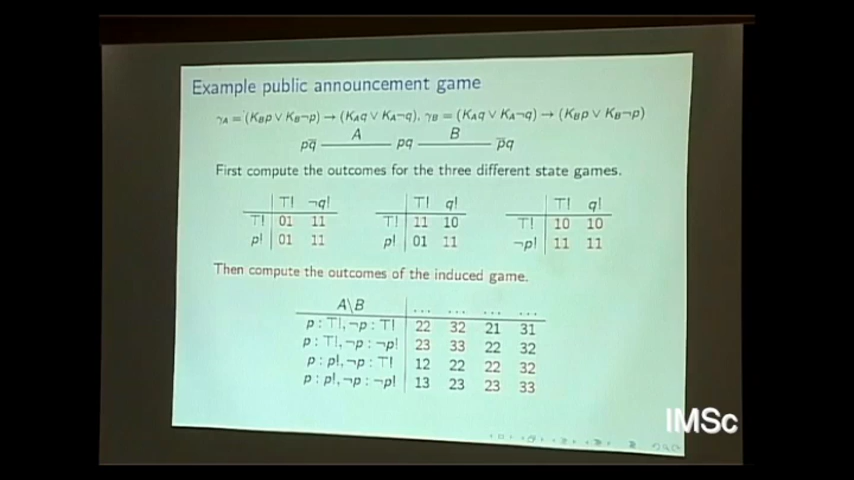 Example public announcement game
γA = (KBp ∨ KB¬p) → (KAq ∨ KA¬q), γB = (KAq ∨ KA¬q) → (KBp ∨ KB¬p)
pq̅ —A— pq —B— p̅q
First compute the outcomes for the three different state games.
⊤! ¬q! ⊤! q! ⊤! q!
⊤! 01 11 ⊤! 11 10 ⊤! 10 10
p! 01 11 p! 01 11 ¬p! 11 11
Then compute the outcomes of the induced game.
A\B ... ... ... ...
p : ⊤!, ¬p : ⊤! 22 32 21 31
p : ⊤!, ¬p : ¬p! 23 33 22 32
p : p!, ¬p : ⊤! 12 22 22 32
p : p!, ¬p : ¬p! 13 23 23 33
IMSc